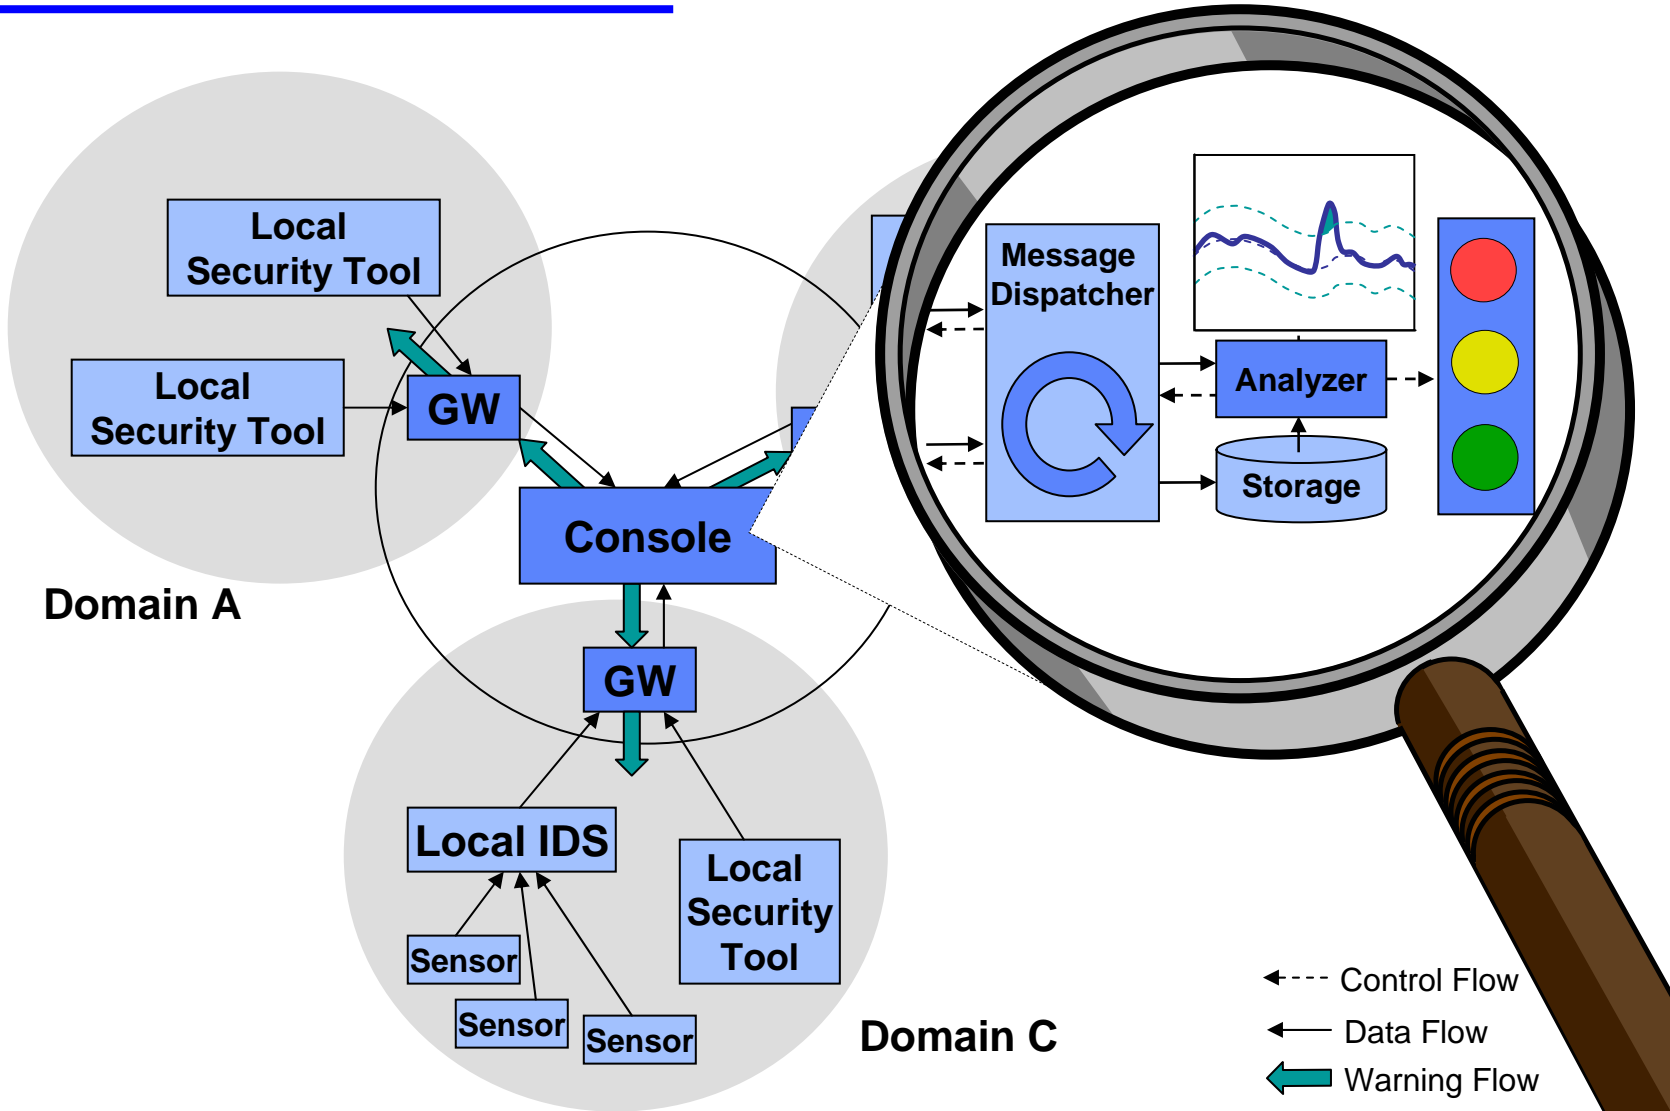 Local
Security Tool
Local
Security Tool
GW
Console
Domain A
GW
Local IDS
Local
Security
Tool
Sensor
Sensor
Sensor
Domain C
Message
Dispatcher
Analyzer
Storage
Control Flow
Data Flow
Warning Flow